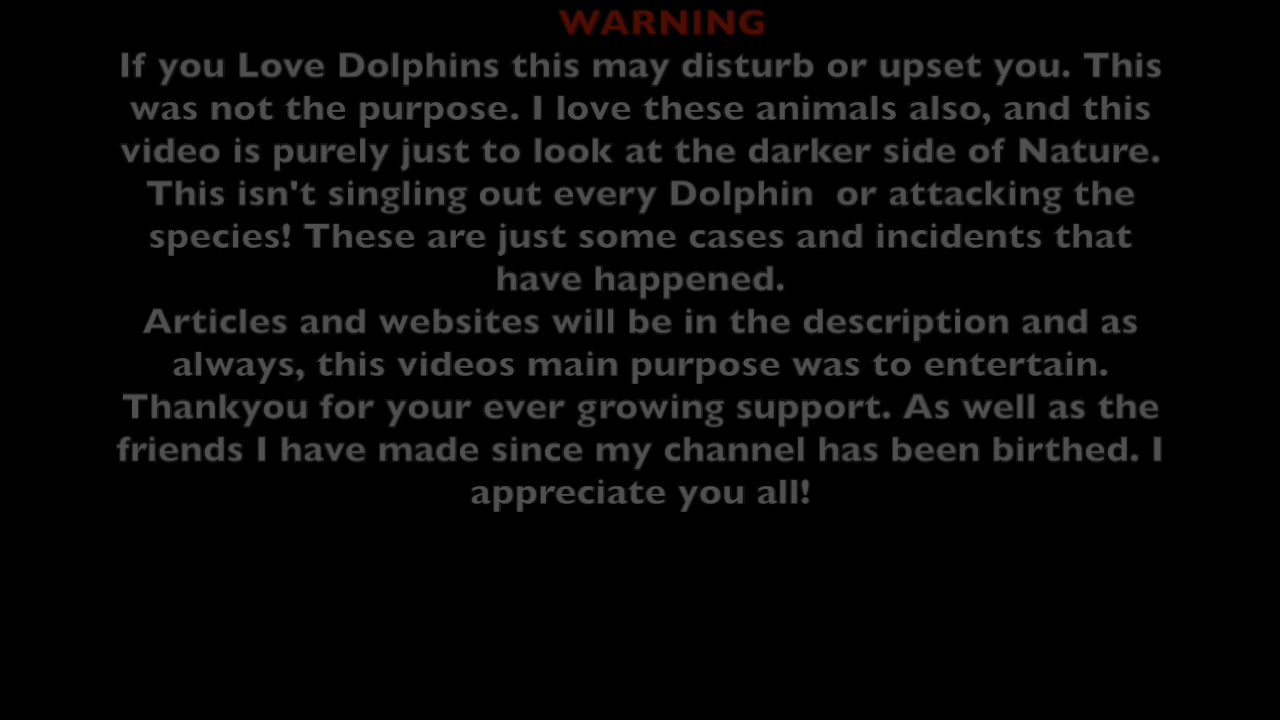 WARNING
If you Love Dolphins this may disturb or upset you. This
was not the purpose. I love these animals also, and this
video is purely just to look at the darker side of Nature.
This isn't singling out every Dolphin  or attacking the
species! These are just some cases and incidents that
have happened.
Articles and websites will be in the description and as
always, this videos main purpose was to entertain.
Thankyou for your ever growing support. As well as the
friends I have made since my channel has been birthed. I
appreciate you all!